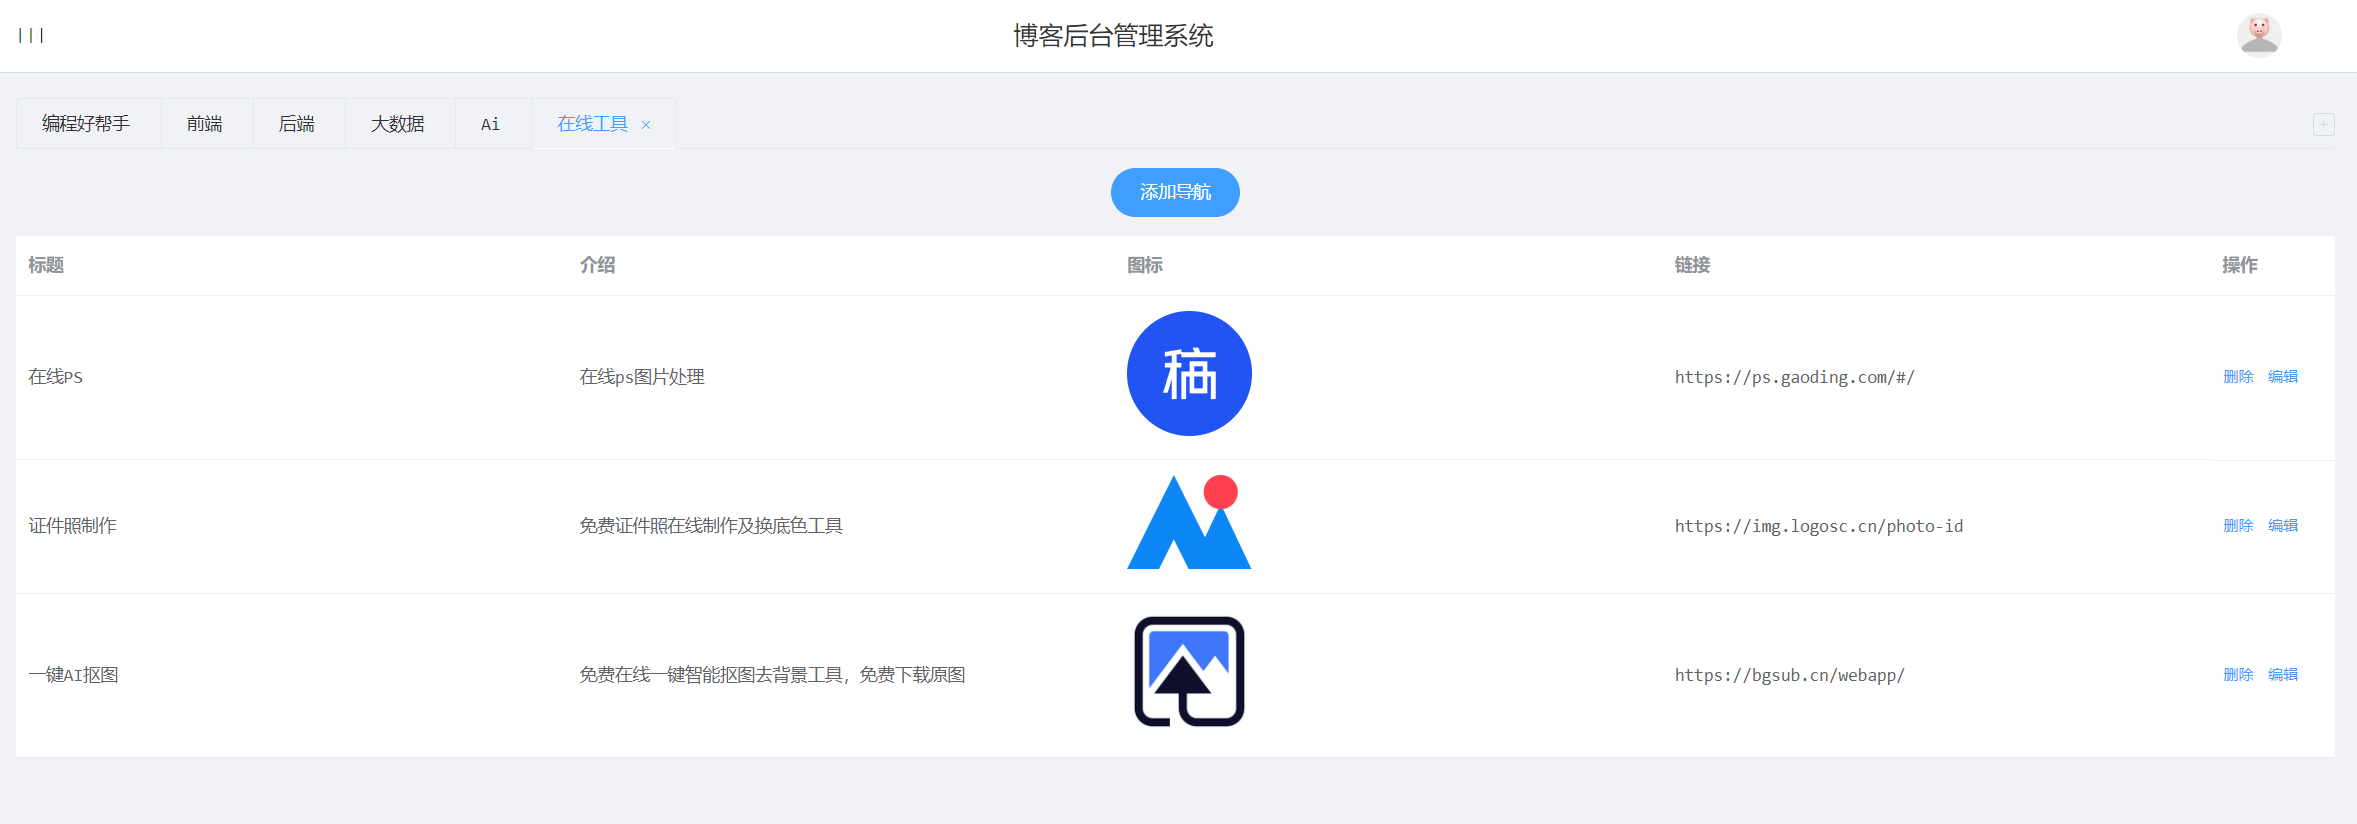 博客后台管理系统
编程好帮手 前端 后端 大数据 Ai 在线工具
添加导航
标题 介绍 图标 链接 操作
在线PS 在线ps图片处理 稿 https://ps.gaoding.com/#/ 删除 编辑
证件照制作 免费证件照在线制作及换底色工具 https://img.logosc.cn/photo-id 删除 编辑
一键AI抠图 免费在线一键智能抠图去背景工具，免费下载原图 https://bgsub.cn/webapp/ 删除 编辑